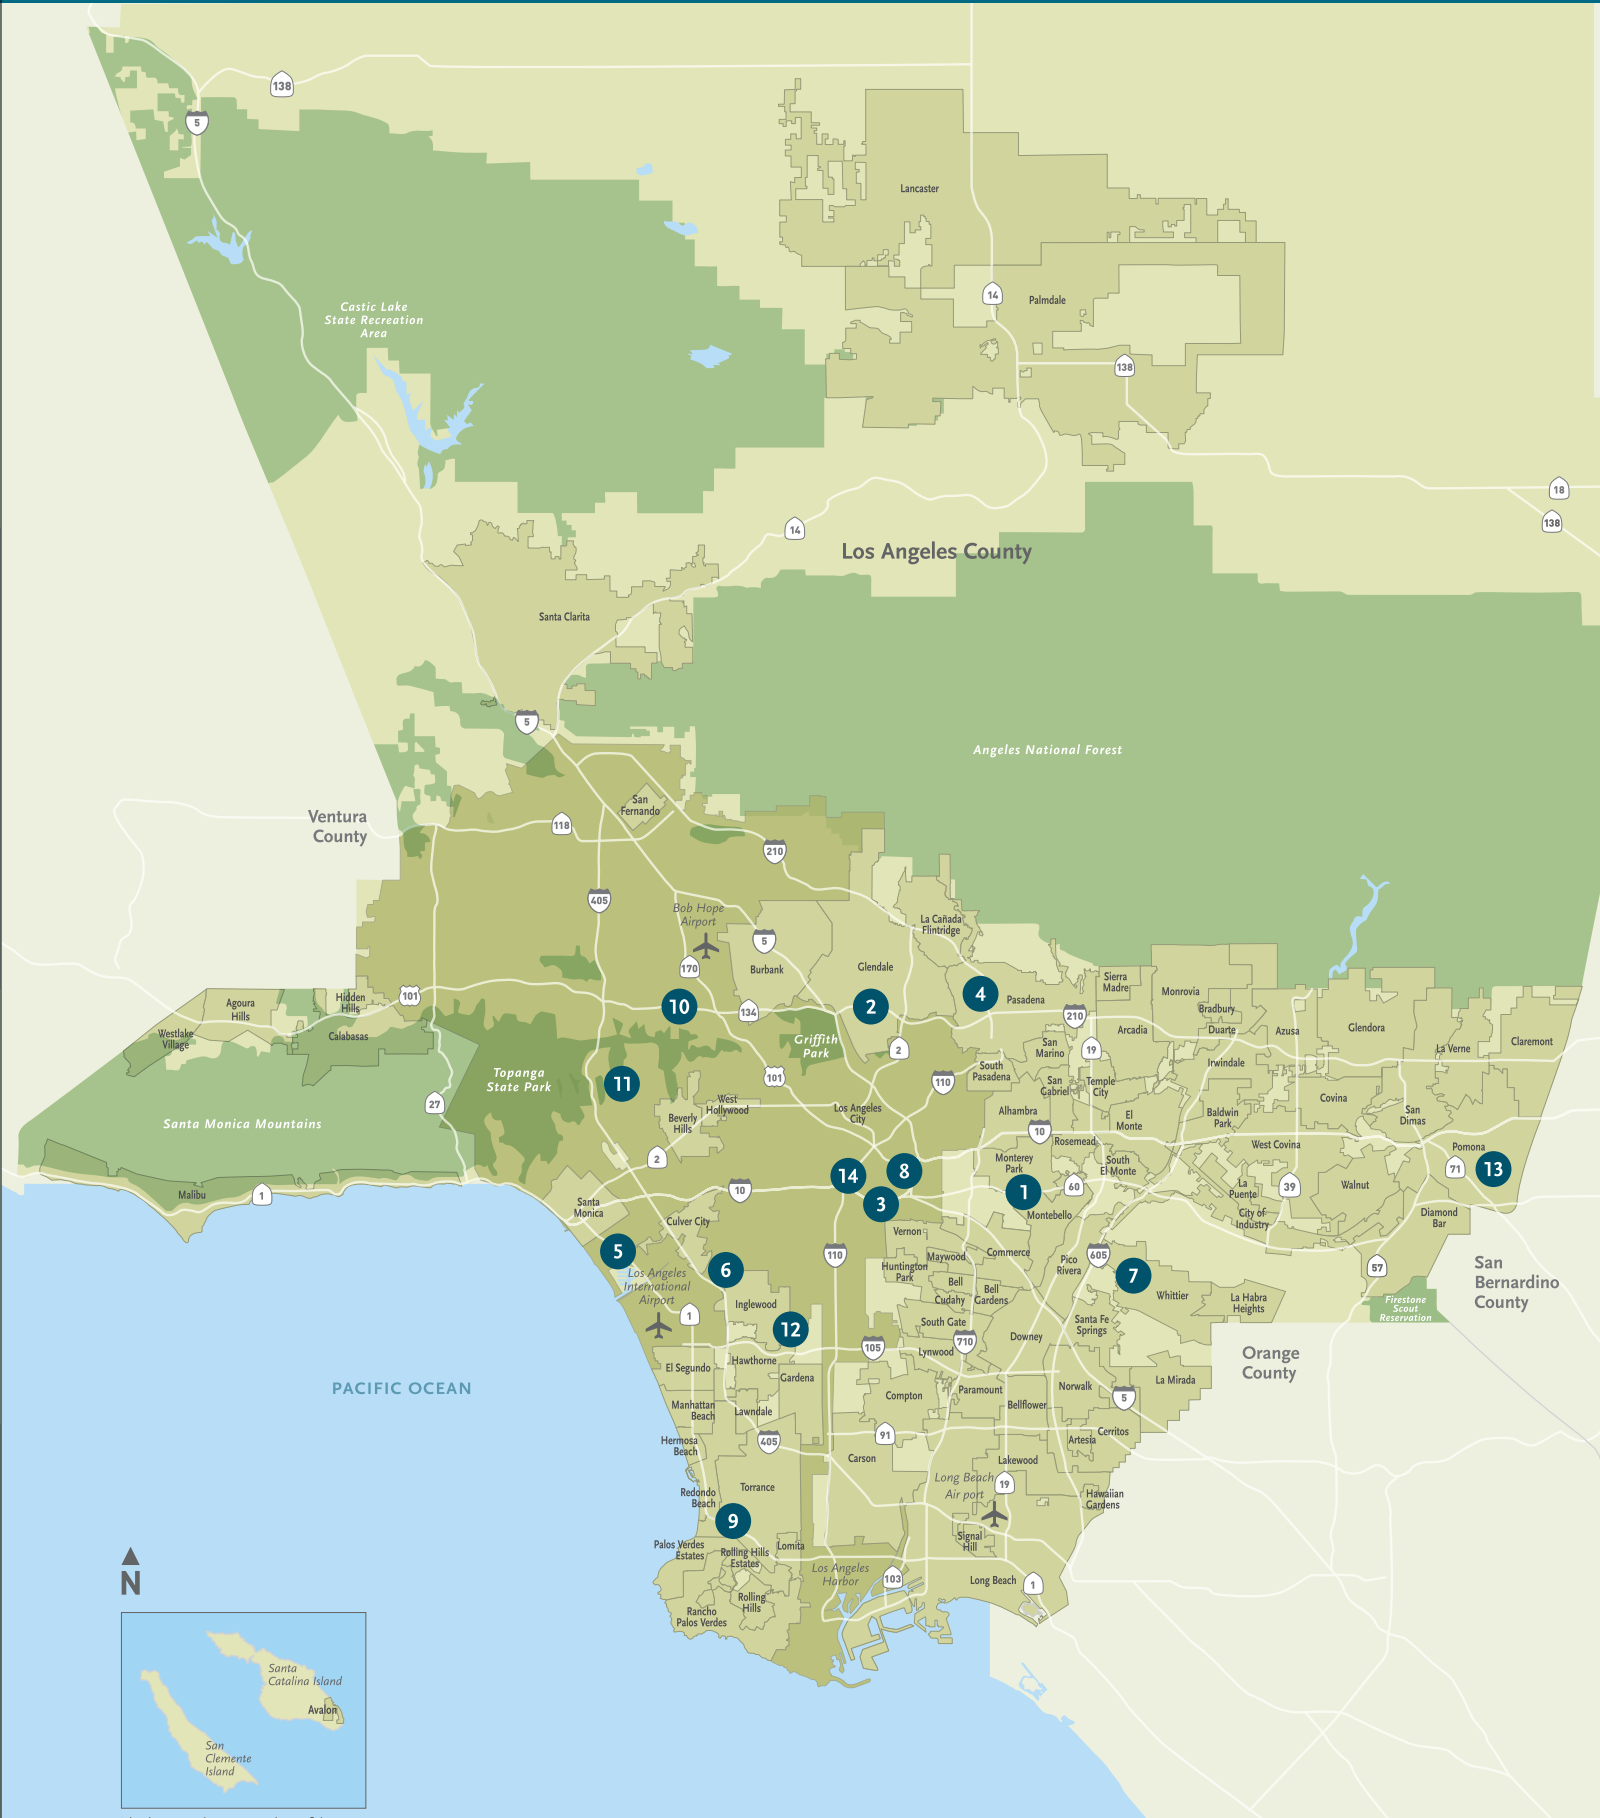 138
5
Lancaster
14
Palmdale
Castic Lake
State Recreation
Area
138
18
138
14
Los Angeles County
Santa Clarita
5
Angeles National Forest
San
Fernando
Ventura
County
118
210
405
Bob Hope
Airport
La Cañada
Flintridge
5
Burbank
Glendale
170
Sierra
Madre
Monrovia
101
Hidden
Hills
Agoura
Hills
10
134
2
4
Pasadena
210
Bradbury
Duarte
Arcadia
Azusa
Glendora
Claremont
La Verne
Westlake
Village
Calabasas
Griffith
Park
2
San
Marino
19
Irwindale
Topanga
State Park
11
101
110
South
Pasadena
San
Gabriel
Temple
City
27
Santa Monica Mountains
West
Hollywood
Beverly
Hills
Los Angeles
City
Alhambra
El
Monte
Baldwin
Park
Covina
San
Dimas
10
Rosemead
West Covina
Pomona
2
Monterey
Park
South
El Monte
71
13
14
8
10
1
60
La
Puente
39
Walnut
Malibu
1
3
Santa
Monica
Culver City
Montebello
City of
Industry
Diamond
Bar
Vernon
5
6
110
Maywood
Commerce
605
Pico
Rivera
57
San
Bernardino
County
7
Huntington
Park
Bell
Cudahy
Bell
Gardens
Whittier
La Habra
Heights
Firestone
Scout
Reservation
Los Angeles
International
Airport
1
Inglewood
12
South Gate
Santa Fe
Springs
105
Lynwood
710
Downey
Orange
County
El Segundo
Hawthorne
Gardena
Compton
Paramount
Norwalk
La Mirada
5
PACIFIC OCEAN
Bellflower
Manhattan
Beach
Lawndale
405
91
Artesia
Cerritos
Hermosa
Beach
Carson
Lakewood
Long Beach
Air port
19
Torrance
Redondo
Beach
Hawaiian
Gardens
9
Signal
Hill
Palos Verdes
Estates
Rolling Hills
Estates
Lomita
Los Angeles
Harbor
103
Long Beach
1
Rolling
Hills
Rancho
Palos Verdes
N
Santa
Catalina Island
Avalon
San
Clemente
Island